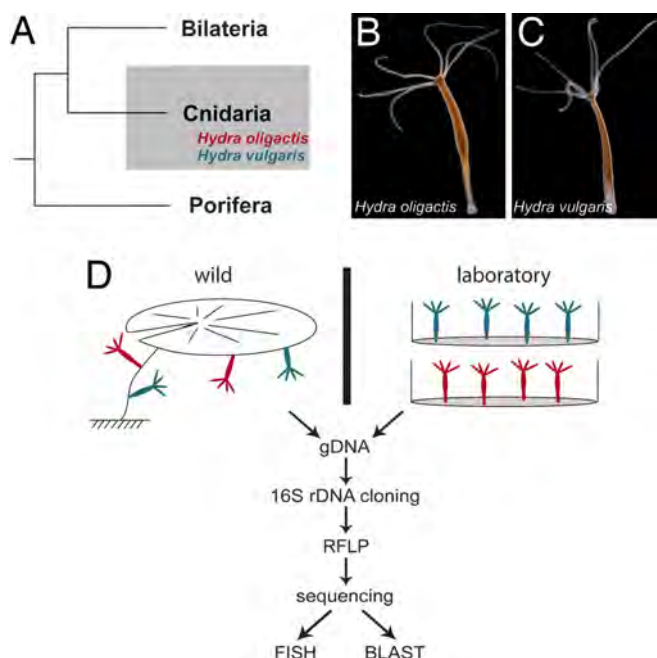 A
Bilateria
Cnidaria
Hydra oligactis
Hydra vulgaris
Porifera
B
Hydra oligactis
C
Hydra vulgaris
D
wild
laboratory
gDNA
16S rDNA cloning
RFLP
sequencing
FISH
BLAST